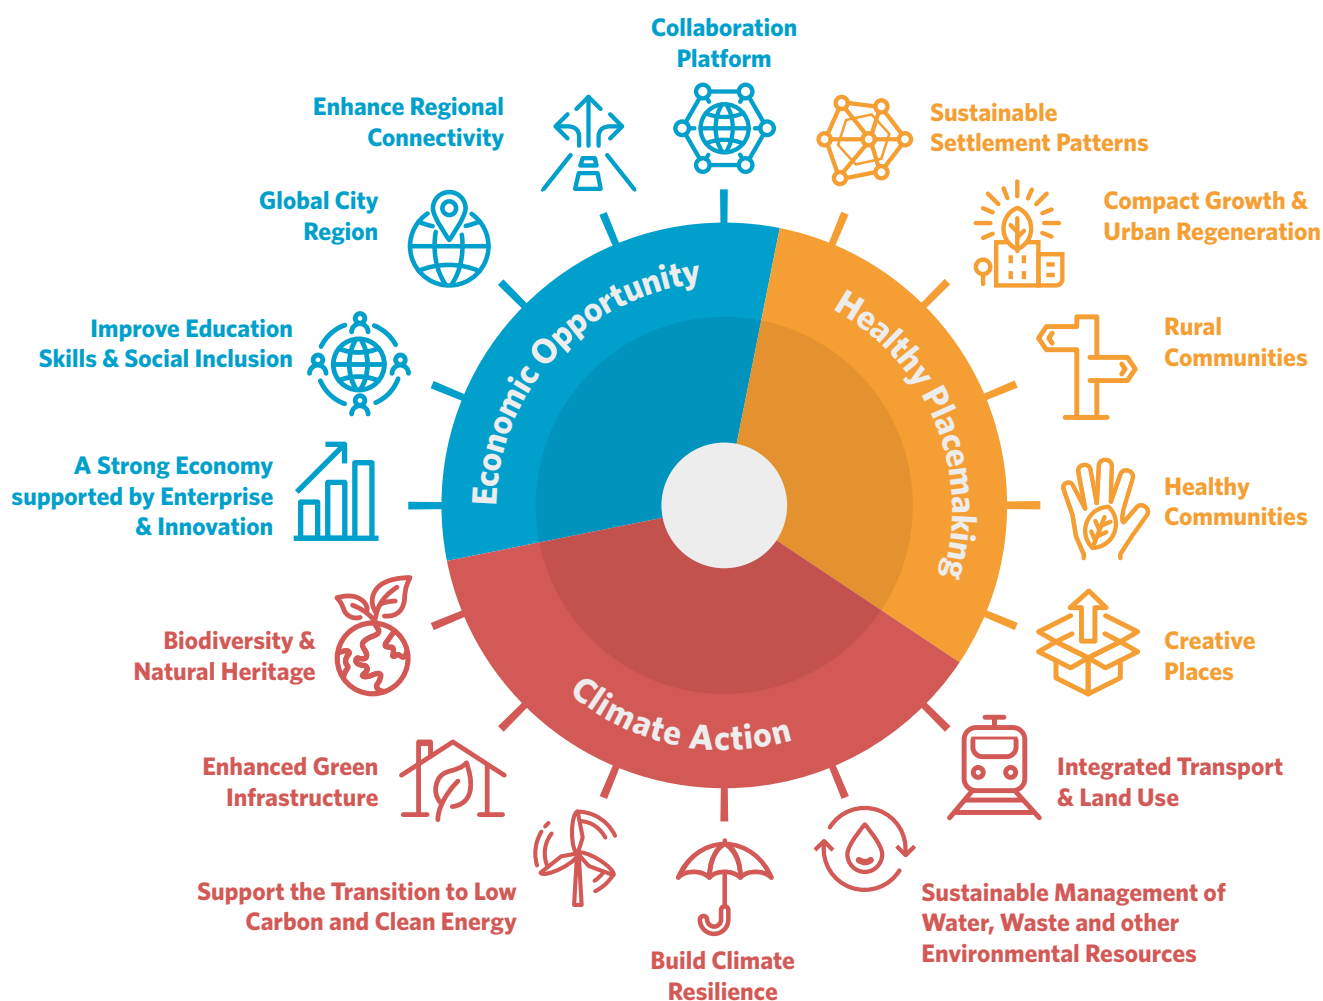 Collaboration
Platform
Enhance Regional
Connectivity
Sustainable
Settlement Patterns
Global City
Region
Compact Growth &
Urban Regeneration
Improve Education
Skills & Social Inclusion
Rural
Communities
A Strong Economy
supported by Enterprise
& Innovation
Healthy
Communities
Economic Opportunity
Healthy Placemaking
Climate Action
Biodiversity &
Natural Heritage
Creative
Places
Enhanced Green
Infrastructure
Integrated Transport
& Land Use
Support the Transition to Low
Carbon and Clean Energy
Sustainable Management of
Water, Waste and other
Environmental Resources
Build Climate
Resilience